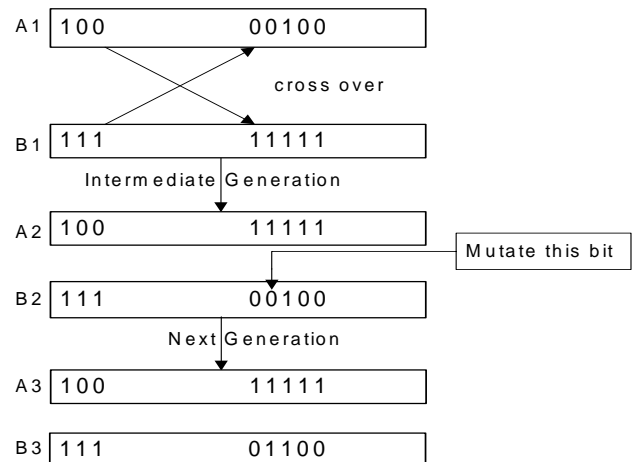 A1 100 00100
cross over
B1 111 11111
Intermediate Generation
A2 100 11111
Mutate this bit
B2 111 00100
Next Generation
A3 100 11111
B3 111 01100